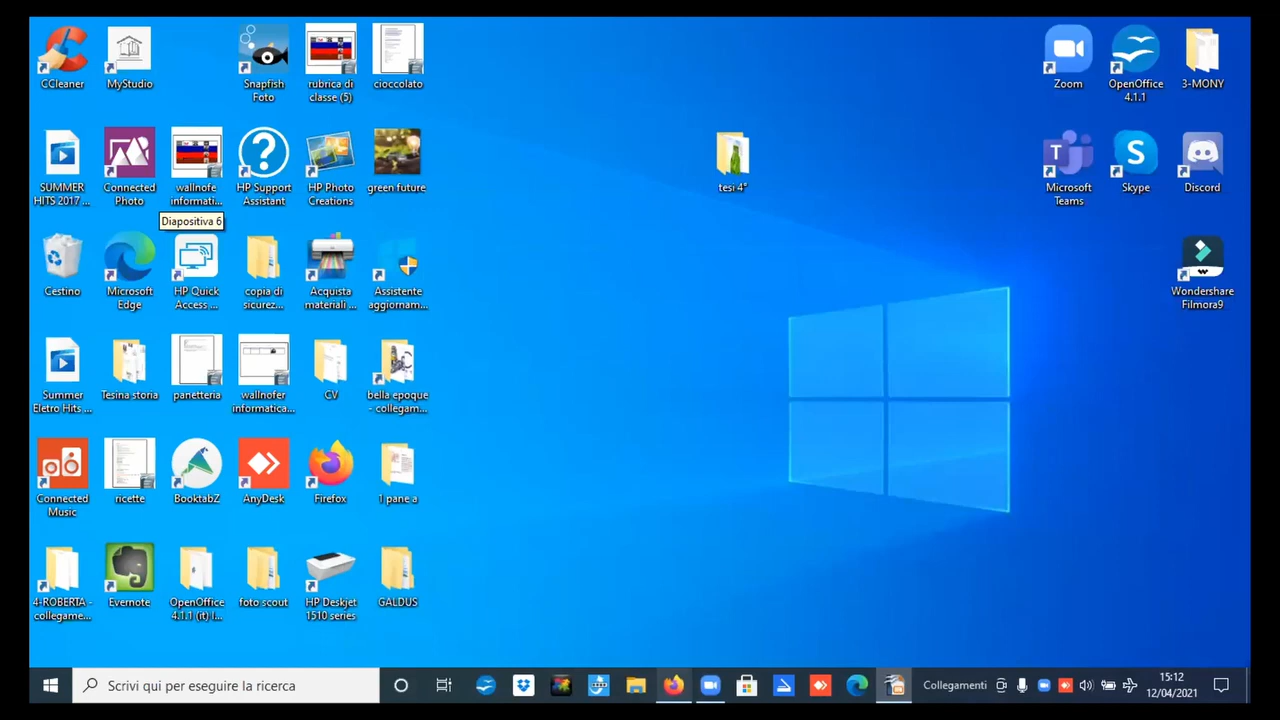 CCleaner
MyStudio
Snapfish
Foto
rubrica di
classe (5)
cioccolato
Zoom
OpenOffice
4.1.1
3-MONY
SUMMER
HITS 2017 ...
Connected
Photo
wallnofe
informati...
HP Support
Assistant
HP Photo
Creations
green future
tesi 4°
Microsoft
Teams
Skype
Discord
Diapositiva 6
Cestino
Microsoft
Edge
HP Quick
Access ...
copia di
sicurez...
Acquista
materiali ...
Assistente
aggiornam...
Wondershare
Filmora9
Summer
Eletro Hits ...
Tesina storia
panetteria
wallnofer
informatica...
CV
bella epoque
- collegam...
Connected
Music
ricette
BooktabZ
AnyDesk
Firefox
1 pane a
4-ROBERTA -
collegame...
Evernote
OpenOffice
4.1.1 (it) I...
foto scout
HP Deskjet
1510 series
GALDUS
Scrivi qui per eseguire la ricerca
Collegamenti
15:12
12/04/2021